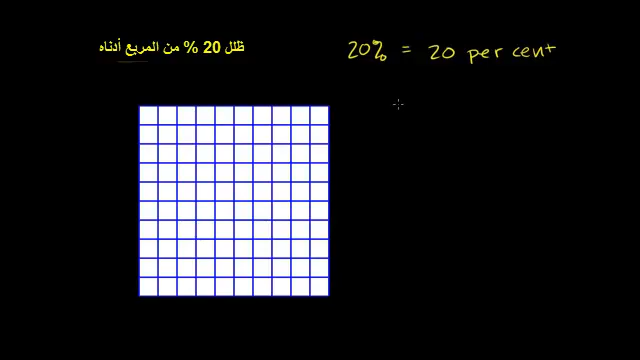 ظلل 20 % من المربع أدناه
20% = 20 per cent